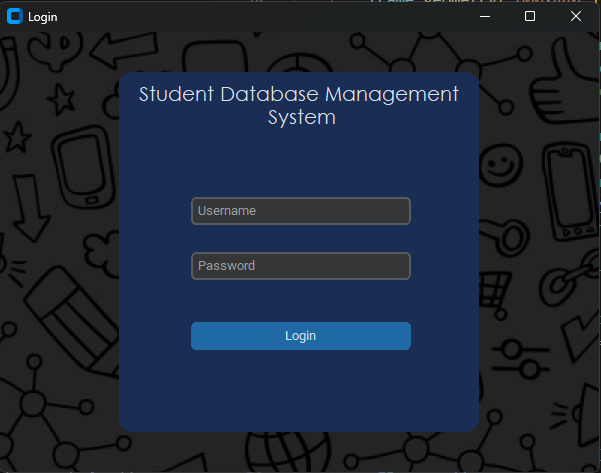 Login
Student Database Management
System
Username
Password
Login